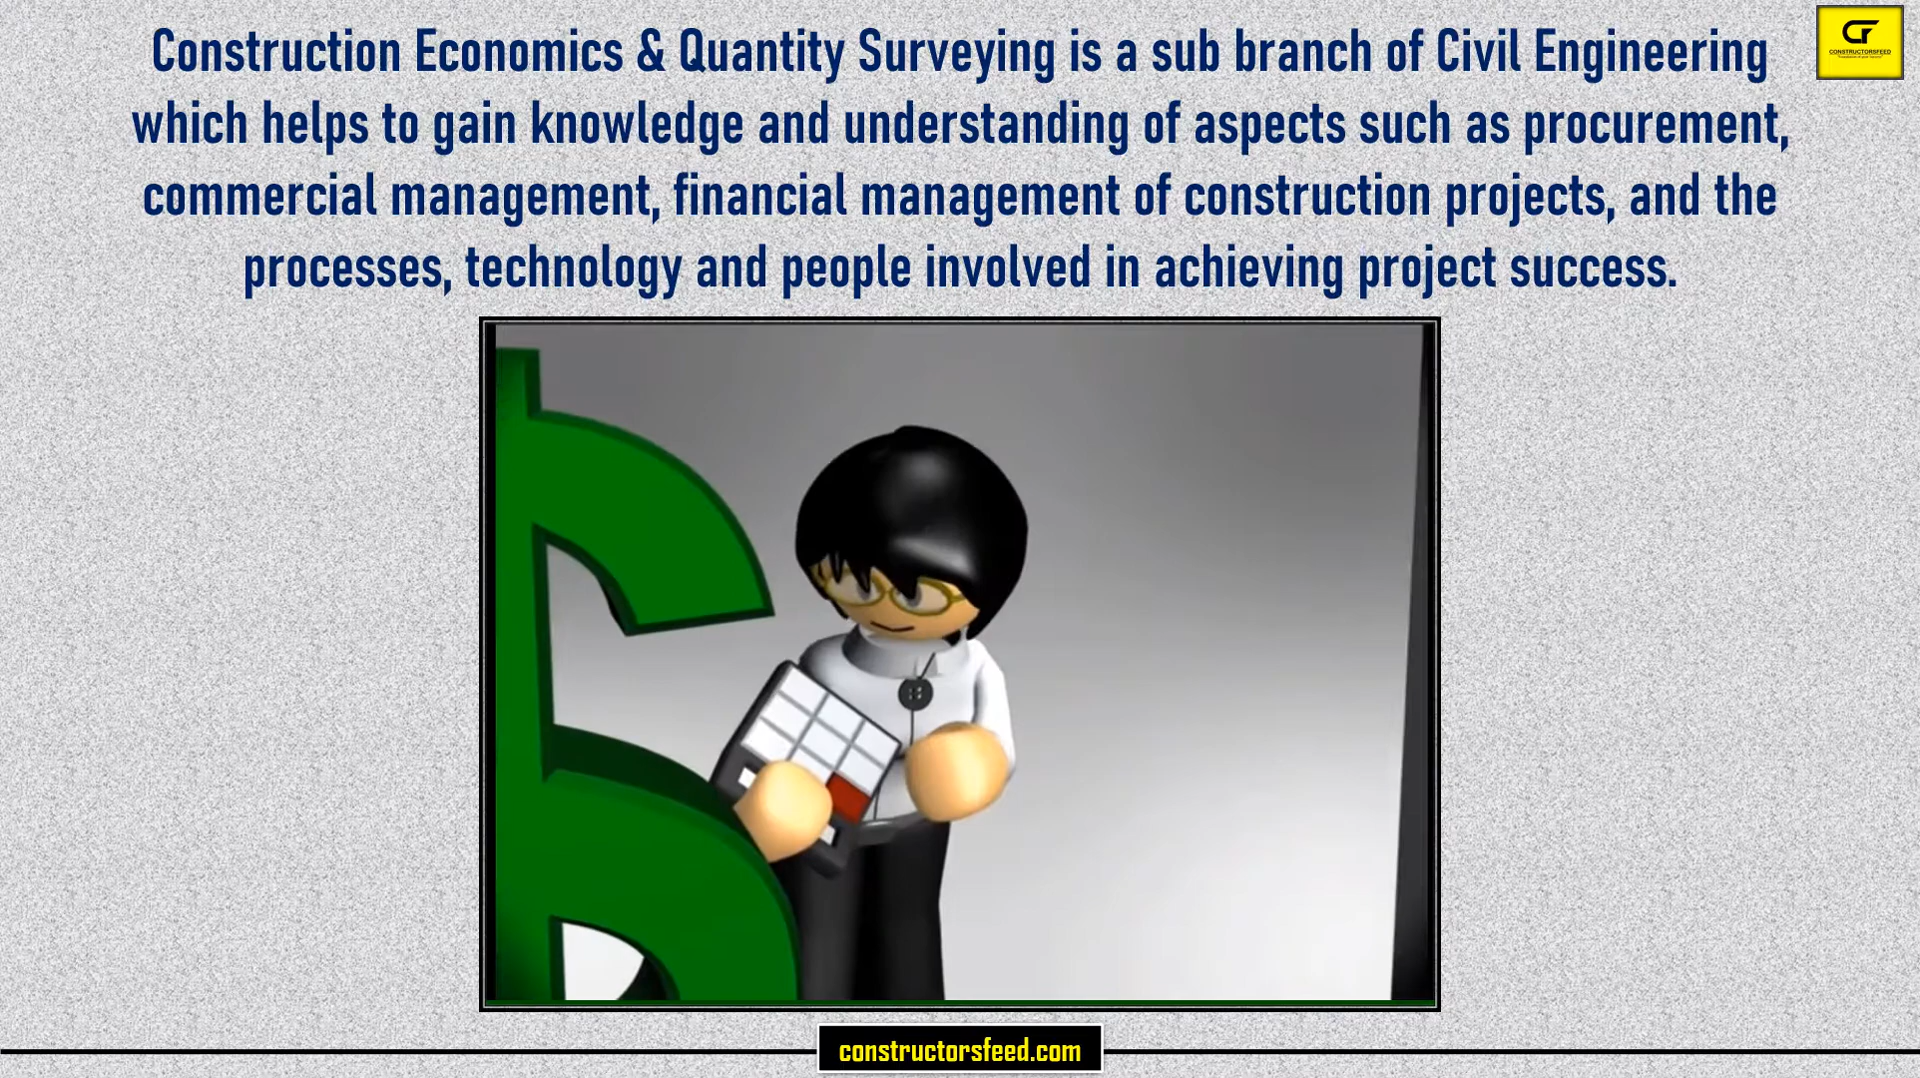 Construction Economics & Quantity Surveying is a sub branch of Civil Engineering
which helps to gain knowledge and understanding of aspects such as procurement,
commercial management, financial management of construction projects, and the
processes, technology and people involved in achieving project success.
CONSTRUCTORSFEED
constructorsfeed.com